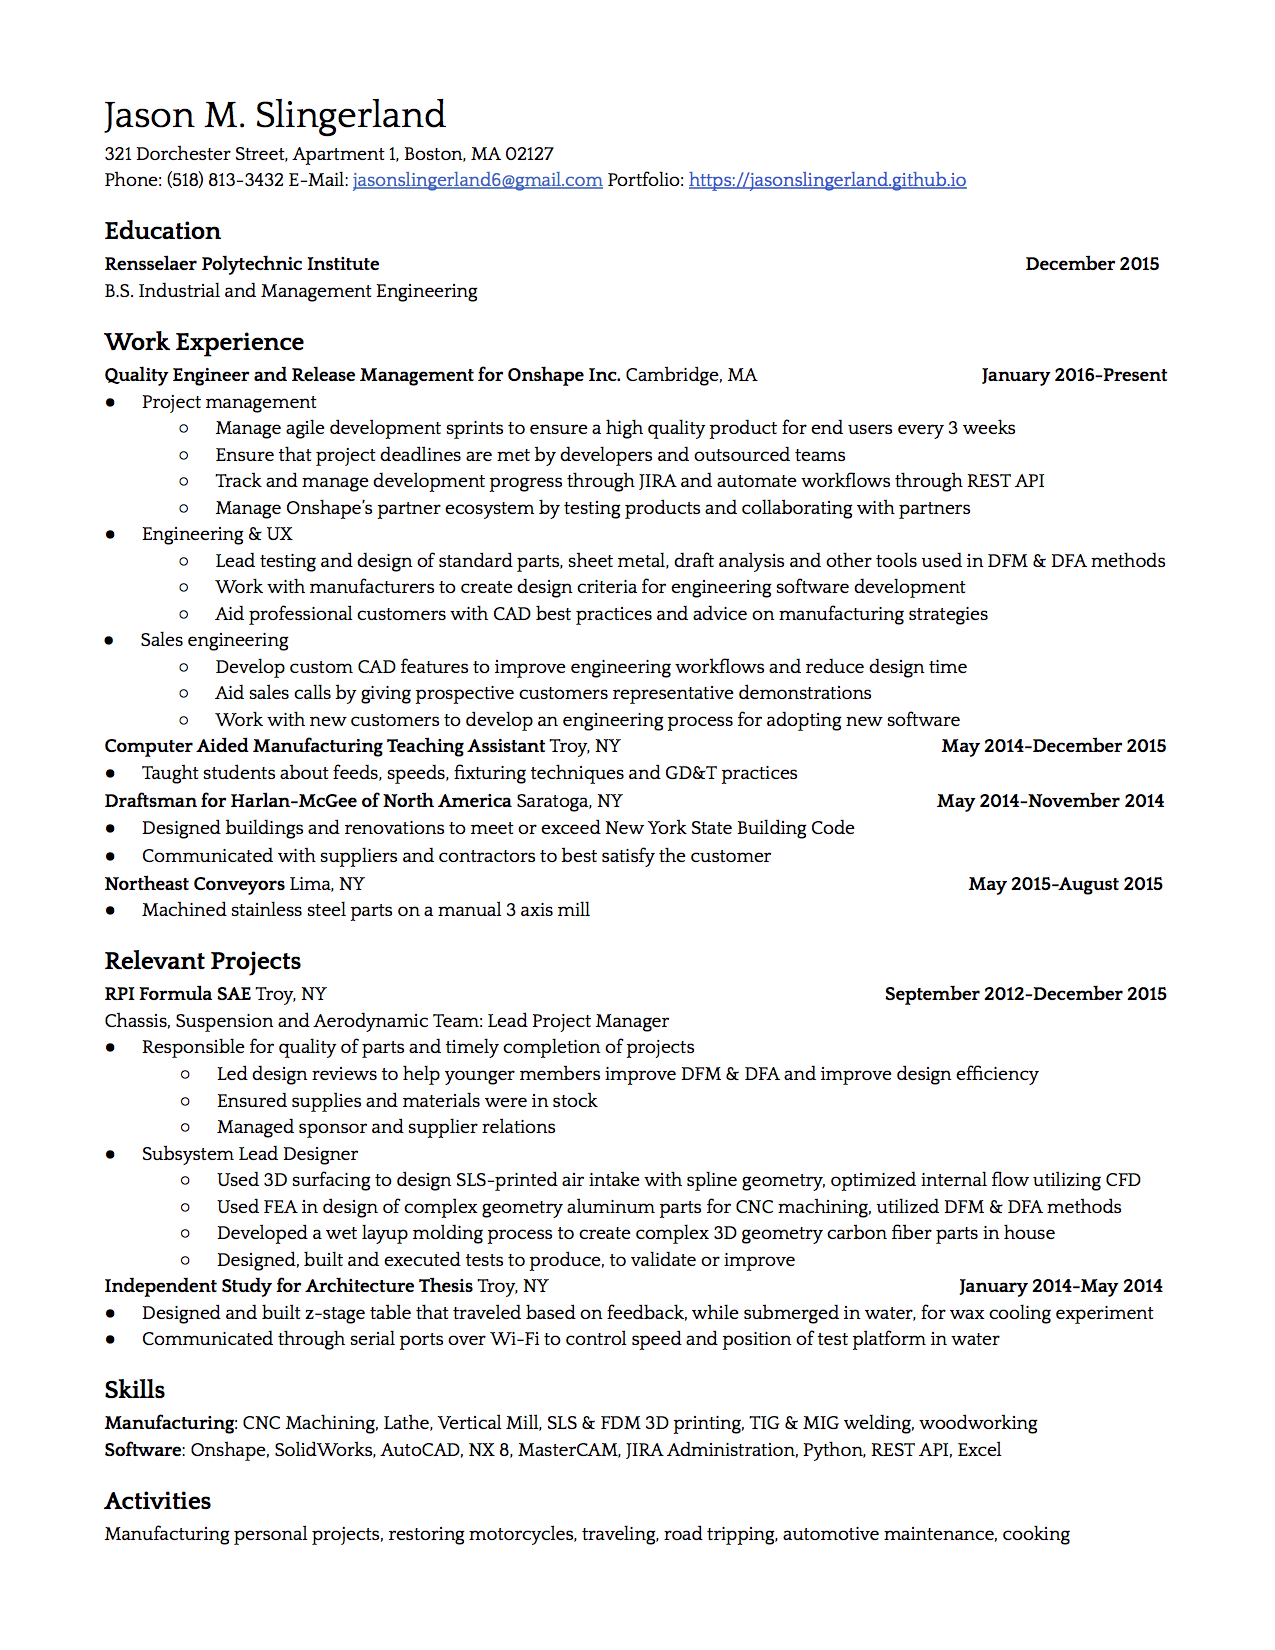 Jason M. Slingerland
321 Dorchester Street, Apartment 1, Boston, MA 02127
Phone: (518) 813-3432 E-Mail: jasonslingerland6@gmail.com Portfolio: https://jasonslingerland.github.io
Education
Rensselaer Polytechnic Institute December 2015
B.S. Industrial and Management Engineering
Work Experience
Quality Engineer and Release Management for Onshape Inc. Cambridge, MA January 2016-Present
● Project management
○ Manage agile development sprints to ensure a high quality product for end users every 3 weeks
○ Ensure that project deadlines are met by developers and outsourced teams
○ Track and manage development progress through JIRA and automate workflows through REST API
○ Manage Onshape's partner ecosystem by testing products and collaborating with partners
● Engineering & UX
○ Lead testing and design of standard parts, sheet metal, draft analysis and other tools used in DFM & DFA methods
○ Work with manufacturers to create design criteria for engineering software development
○ Aid professional customers with CAD best practices and advice on manufacturing strategies
● Sales engineering
○ Develop custom CAD features to improve engineering workflows and reduce design time
○ Aid sales calls by giving prospective customers representative demonstrations
○ Work with new customers to develop an engineering process for adopting new software
Computer Aided Manufacturing Teaching Assistant Troy, NY May 2014-December 2015
● Taught students about feeds, speeds, fixturing techniques and GD&T practices
Draftsman for Harlan-McGee of North America Saratoga, NY May 2014-November 2014
● Designed buildings and renovations to meet or exceed New York State Building Code
● Communicated with suppliers and contractors to best satisfy the customer
Northeast Conveyors Lima, NY May 2015-August 2015
● Machined stainless steel parts on a manual 3 axis mill
Relevant Projects
RPI Formula SAE Troy, NY September 2012-December 2015
Chassis, Suspension and Aerodynamic Team: Lead Project Manager
● Responsible for quality of parts and timely completion of projects
○ Led design reviews to help younger members improve DFM & DFA and improve design efficiency
○ Ensured supplies and materials were in stock
○ Managed sponsor and supplier relations
● Subsystem Lead Designer
○ Used 3D surfacing to design SLS-printed air intake with spline geometry, optimized internal flow utilizing CFD
○ Used FEA in design of complex geometry aluminum parts for CNC machining, utilized DFM & DFA methods
○ Developed a wet layup molding process to create complex 3D geometry carbon fiber parts in house
○ Designed, built and executed tests to produce, to validate or improve
Independent Study for Architecture Thesis Troy, NY January 2014-May 2014
● Designed and built z-stage table that traveled based on feedback, while submerged in water, for wax cooling experiment
● Communicated through serial ports over Wi-Fi to control speed and position of test platform in water
Skills
Manufacturing: CNC Machining, Lathe, Vertical Mill, SLS & FDM 3D printing, TIG & MIG welding, woodworking
Software: Onshape, SolidWorks, AutoCAD, NX 8, MasterCAM, JIRA Administration, Python, REST API, Excel
Activities
Manufacturing personal projects, restoring motorcycles, traveling, road tripping, automotive maintenance, cooking